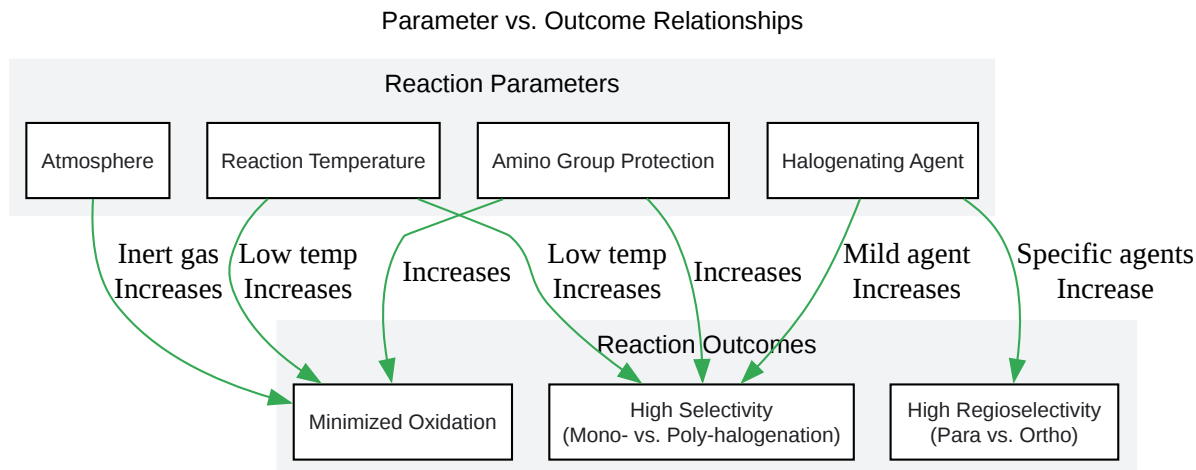 Parameter vs. Outcome Relationships
Reaction Parameters
Atmosphere
Reaction Temperature
Amino Group Protection
Halogenating Agent
Inert gas
Increases
Low temp
Increases
Increases
Low temp
Increases
Increases
Mild agent
Increases
Specific agents
Increase
Reaction Outcomes
Minimized Oxidation
High Selectivity
(Mono- vs. Poly-halogenation)
High Regioselectivity
(Para vs. Ortho)